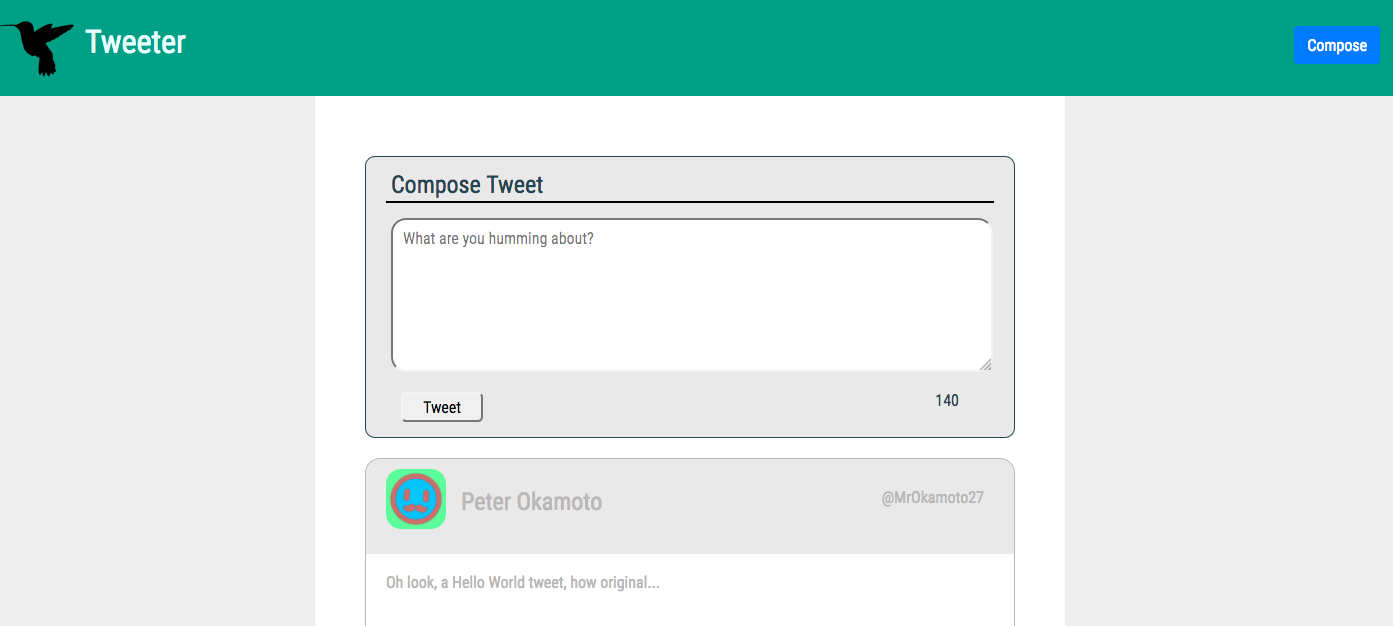 Tweeter
Compose
Compose Tweet
What are you humming about?
Tweet
140
Peter Okamoto
@MrOkamoto27
Oh look, a Hello World tweet, how original...